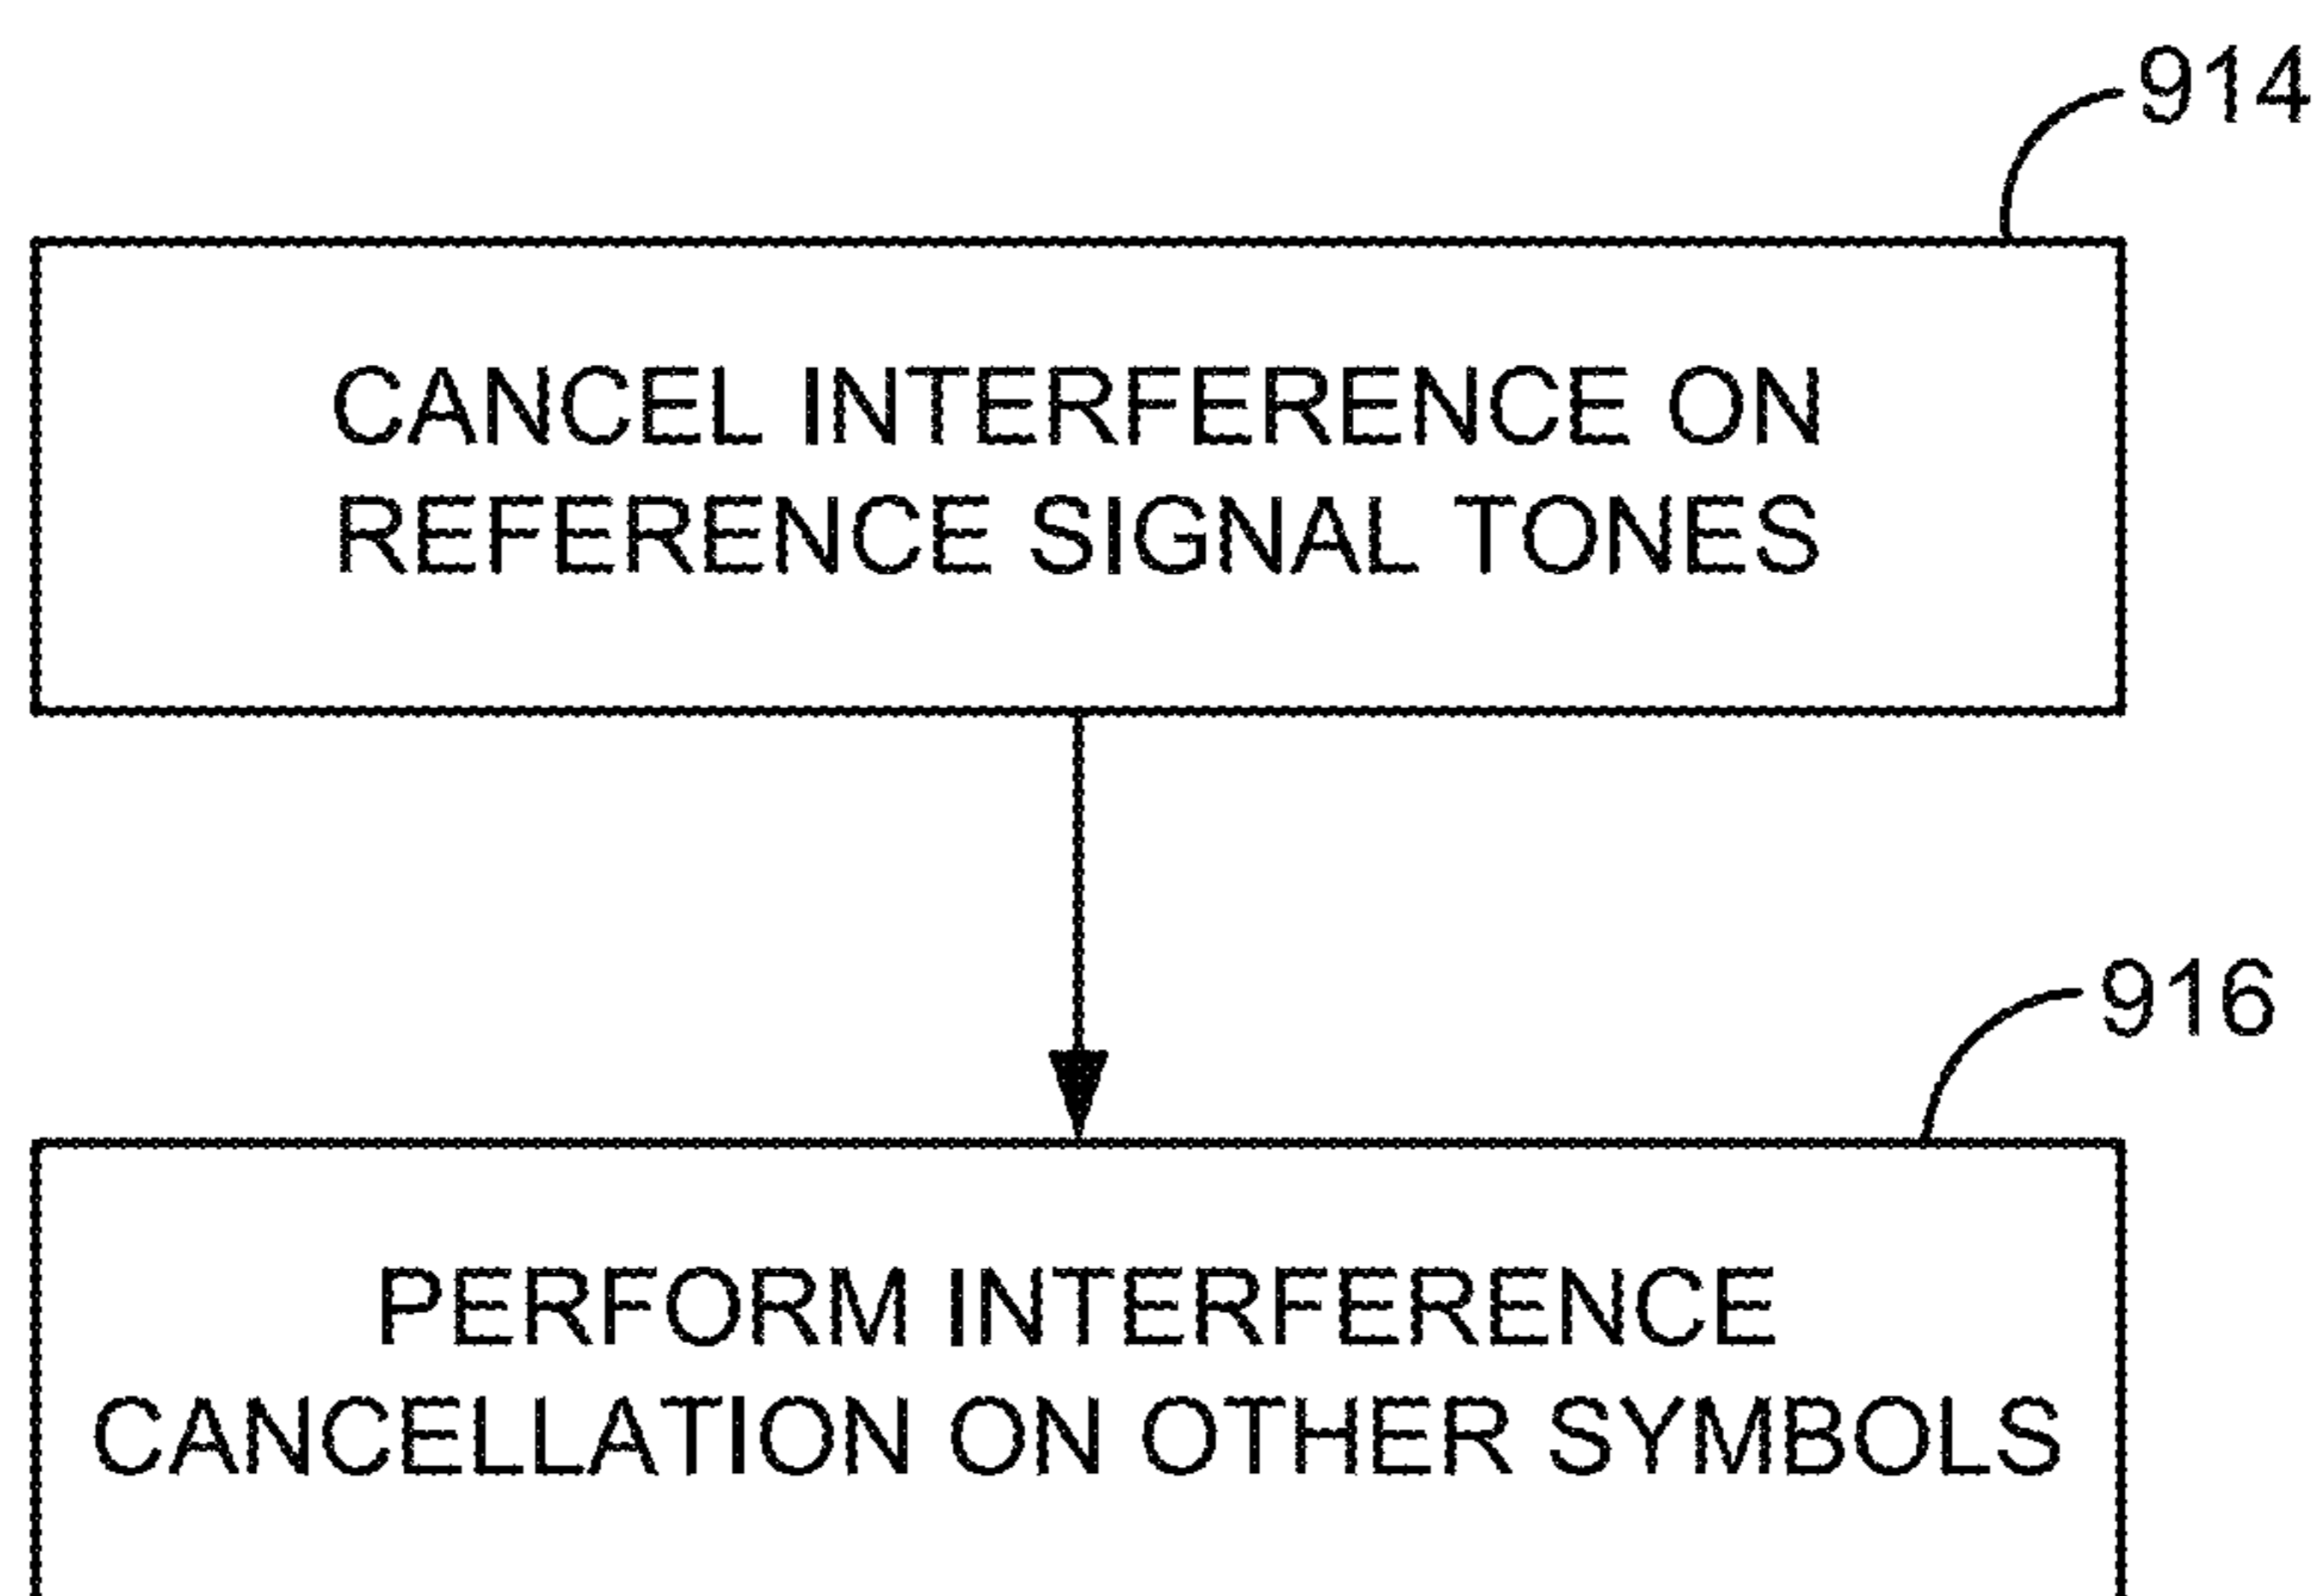 914
CANCEL INTERFERENCE ON
REFERENCE SIGNAL TONES
916
PERFORM INTERFERENCE
CANCELLATION ON OTHER SYMBOLS